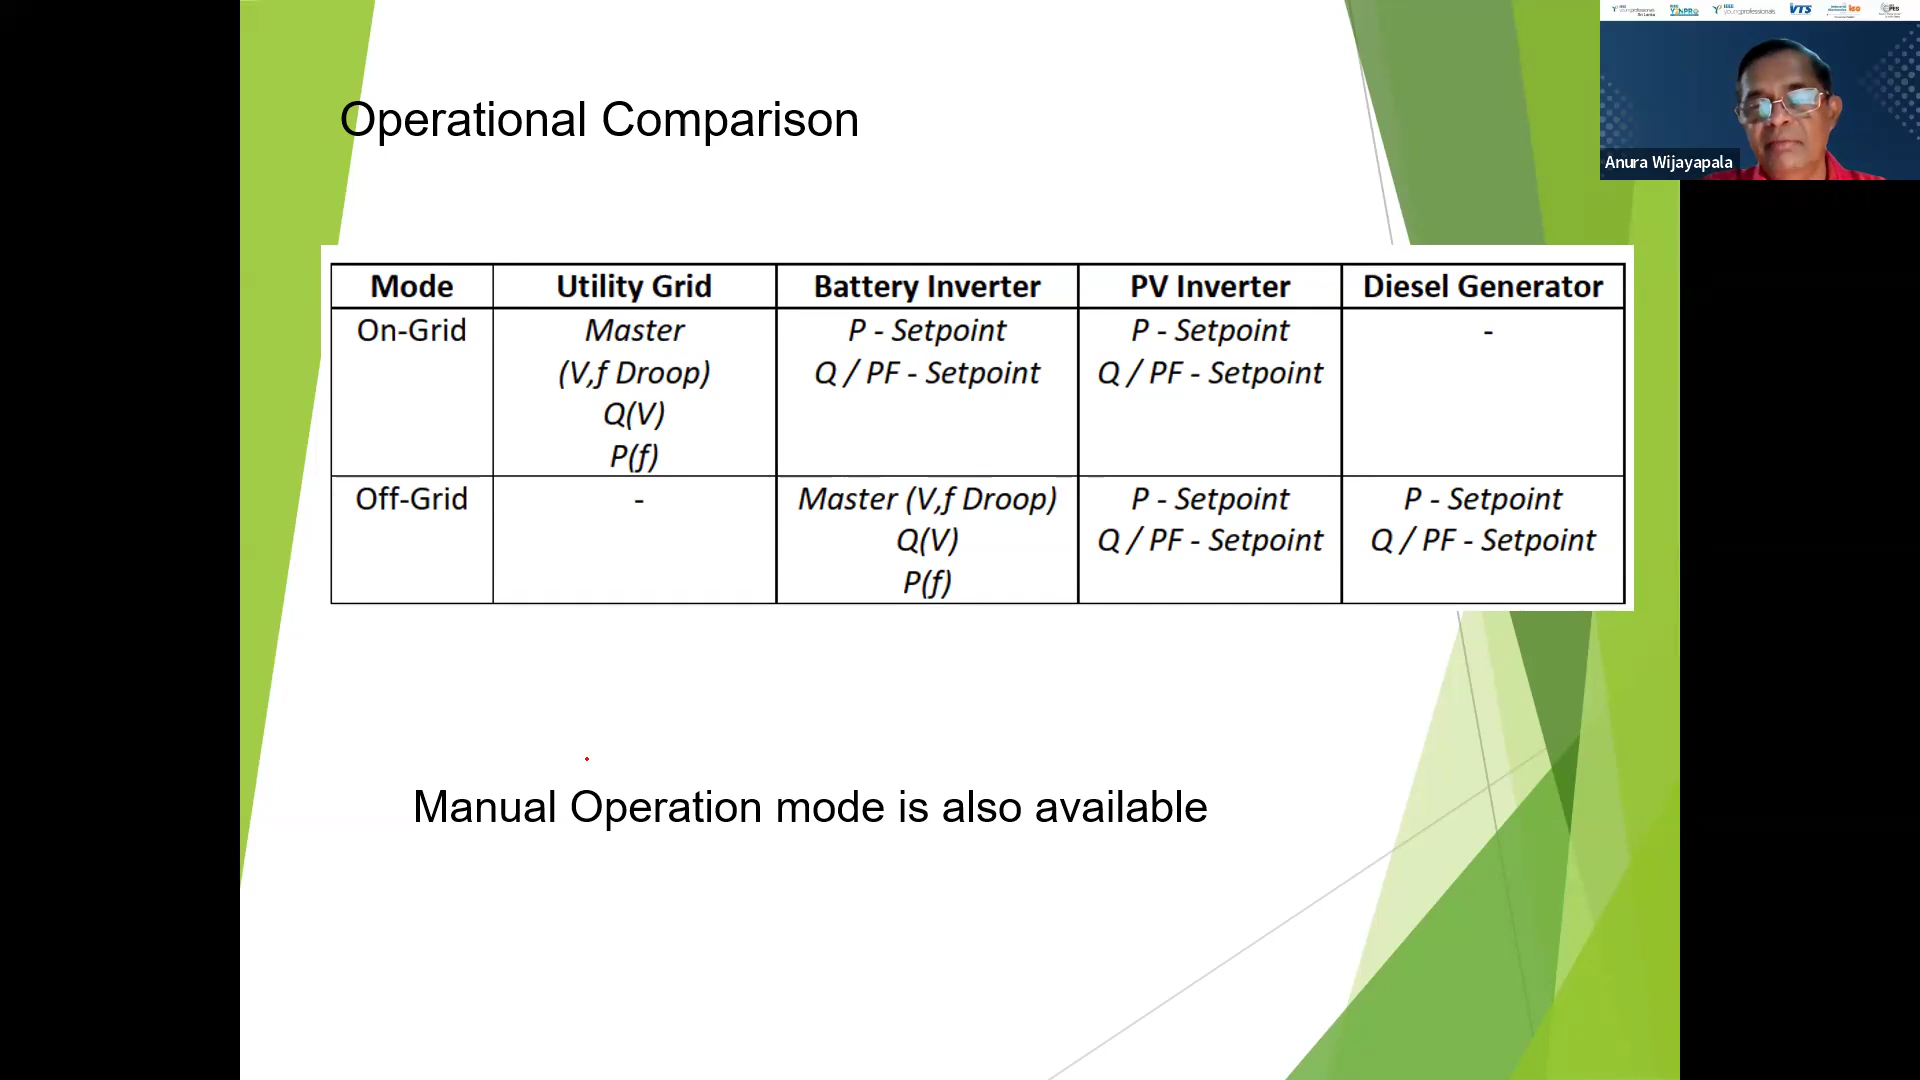 Operational Comparison
Anura Wijayapala
VTS
Mode Utility Grid Battery Inverter PV Inverter Diesel Generator
On-Grid Master P - Setpoint P - Setpoint -
(V,f Droop) Q / PF - Setpoint Q / PF - Setpoint
Q(V)
P(f)
Off-Grid - Master (V,f Droop) P - Setpoint P - Setpoint
Q(V) Q / PF - Setpoint Q / PF - Setpoint
P(f)
Manual Operation mode is also available